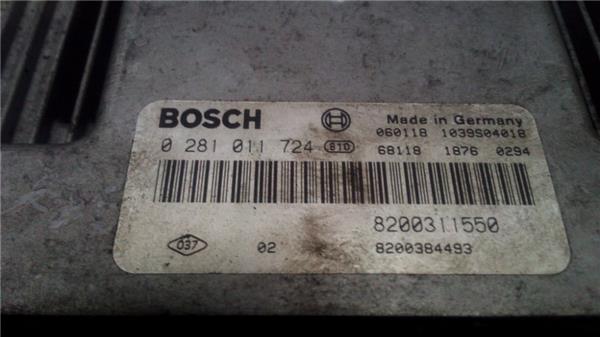 BOSCH Made in Germany
060118 1039S04018
0 281 011 724 810 68118 1876 0294
8200311550
037 02 8200384493